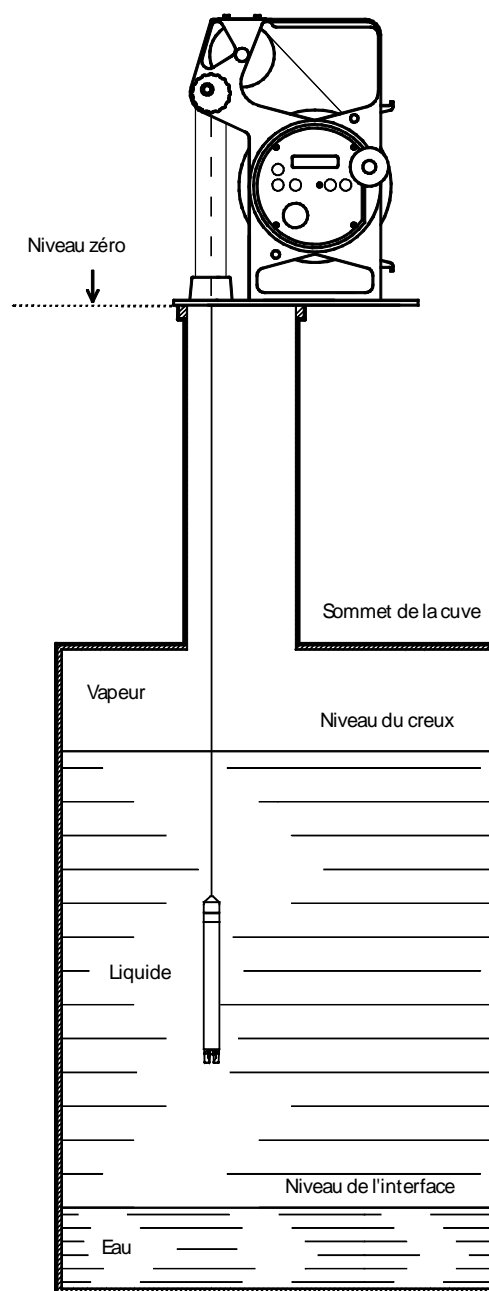 Niveau zéro
Sommet de la cuve
Vapeur
Niveau du creux
Liquide
Niveau de l'interface
Eau